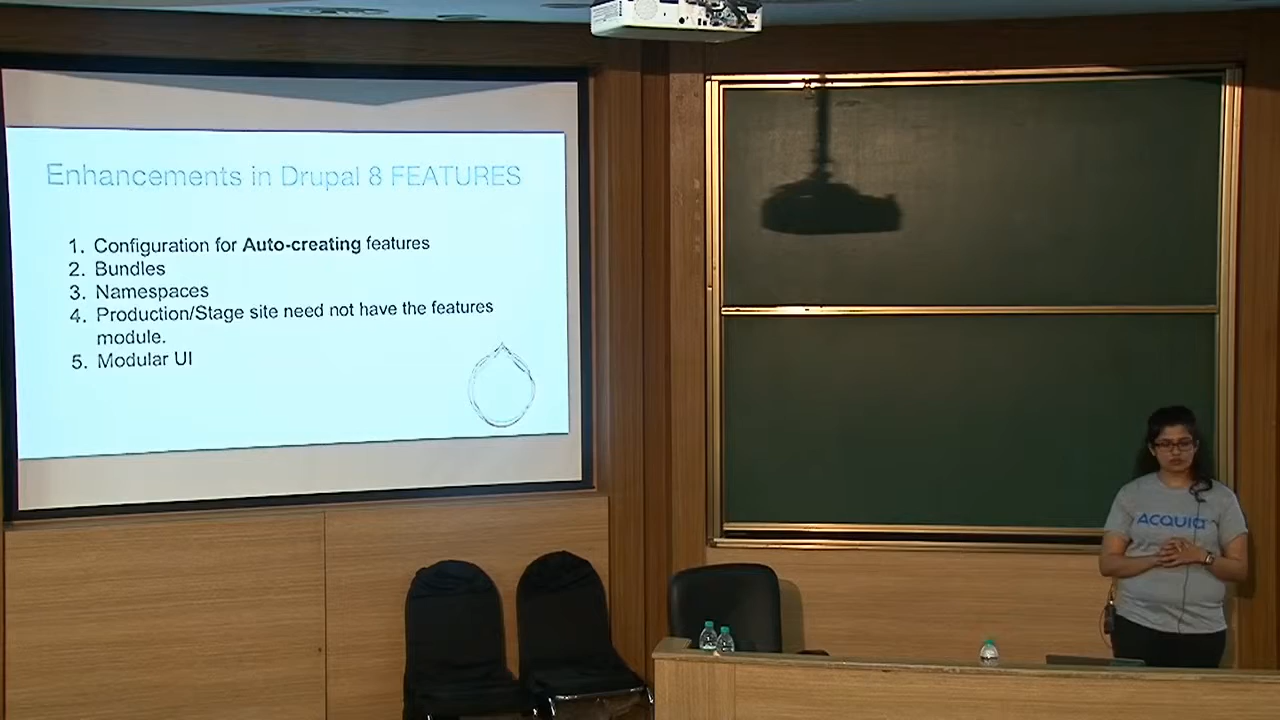 Enhancements in Drupal 8 FEATURES
1. Configuration for Auto-creating features
2. Bundles
3. Namespaces
4. Production/Stage site need not have the features
module.
5. Modular UI
ACQUIA